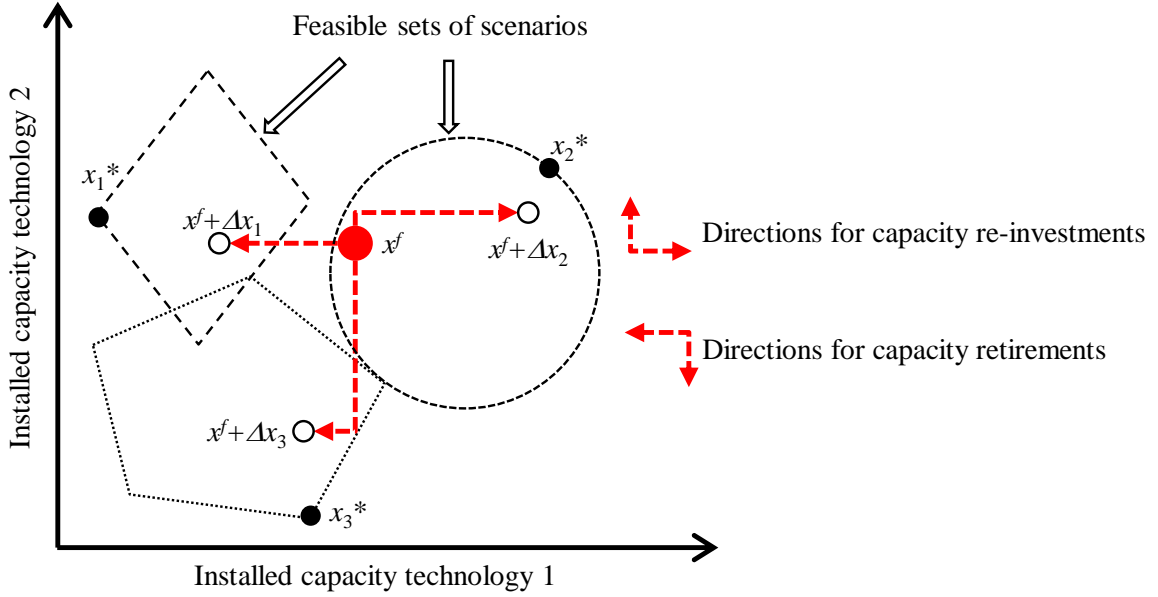 Feasible sets of scenarios
Installed capacity technology 2
x₂*
x₁*
xᶠ+Δx₁
xᶠ
xᶠ+Δx₂
Directions for capacity re-investments
Directions for capacity retirements
xᶠ+Δx₃
x₃*
Installed capacity technology 1